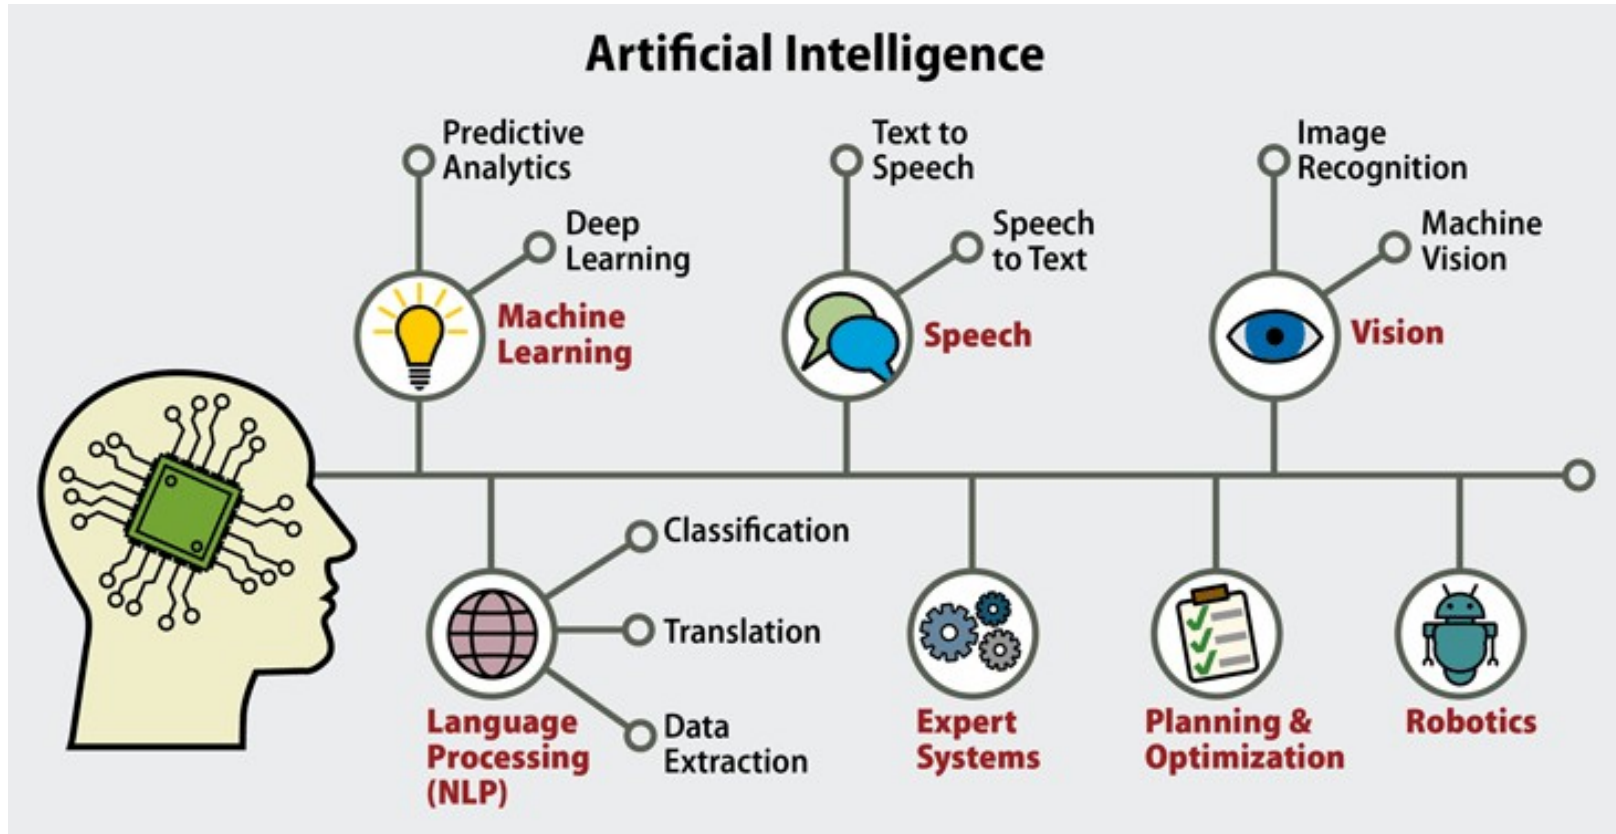 Artificial Intelligence
Predictive
Analytics
Deep
Learning
Machine
Learning
Text to
Speech
Speech
to Text
Speech
Image
Recognition
Machine
Vision
Vision
Classification
Translation
Data
Extraction
Language
Processing
(NLP)
Expert
Systems
Planning &
Optimization
Robotics